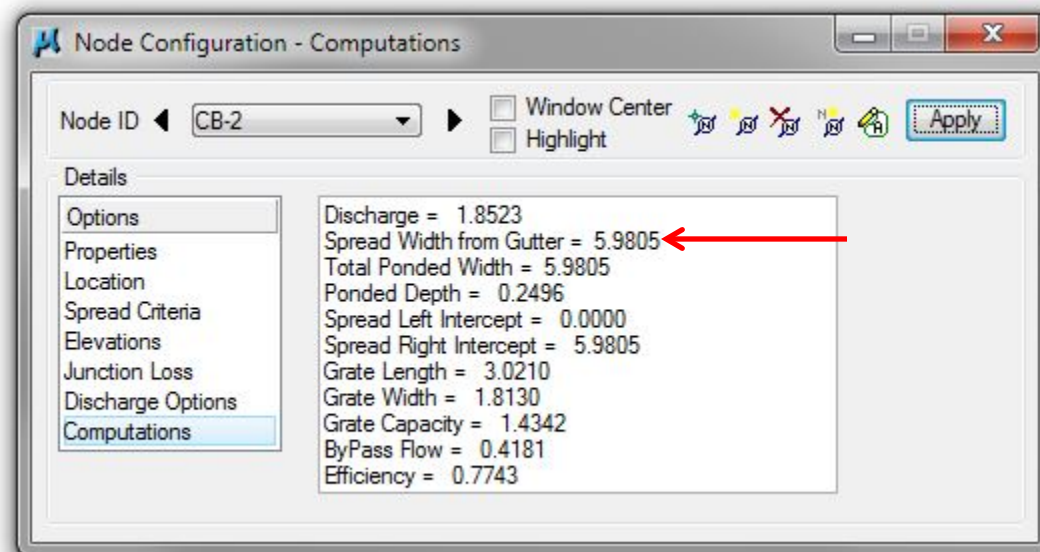 Node Configuration - Computations
Node ID CB-2 Window Center Apply
Highlight
Details
Options
Properties
Location
Spread Criteria
Elevations
Junction Loss
Discharge Options
Computations
Discharge = 1.8523
Spread Width from Gutter = 5.9805
Total Ponded Width = 5.9805
Ponded Depth = 0.2496
Spread Left Intercept = 0.0000
Spread Right Intercept = 5.9805
Grate Length = 3.0210
Grate Width = 1.8130
Grate Capacity = 1.4342
ByPass Flow = 0.4181
Efficiency = 0.7743